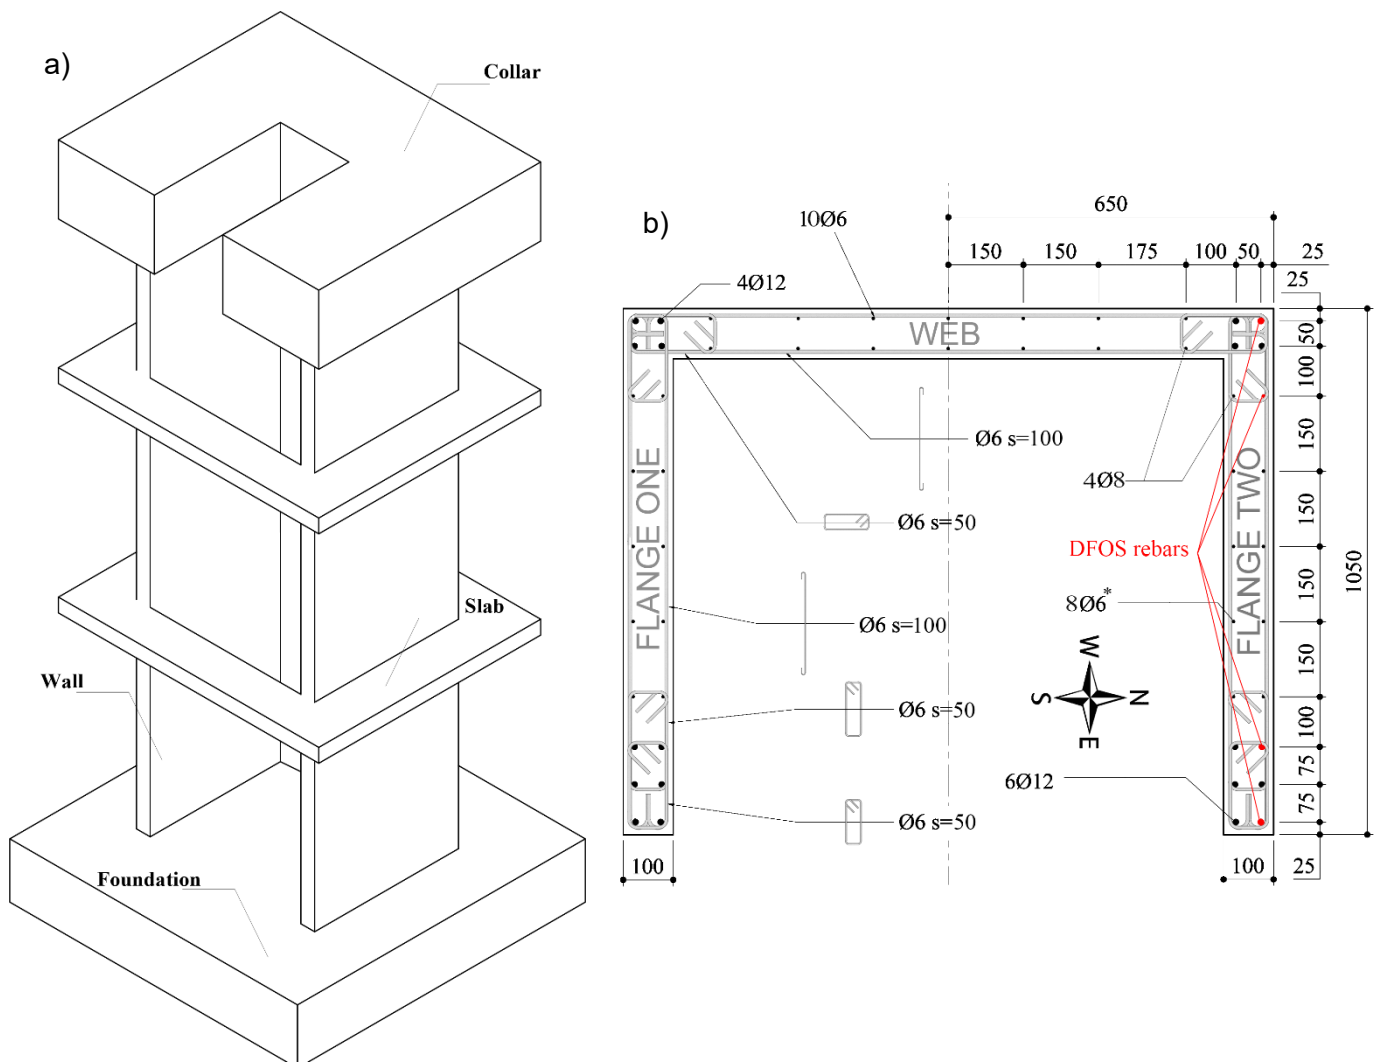 a)
Collar
Slab
Wall
Foundation
b)
650
10Ø6
150
150
175
100
50
25
25
4Ø12
WEB
50
100
Ø6 s=100
150
4Ø8
FLANGE ONE
FLANGE TWO
Ø6 s=50
150
DFOS rebars
150
1050
8Ø6*
Ø6 s=100
150
W
N
S
E
Ø6 s=50
100
75
6Ø12
Ø6 s=50
75
100
100
25